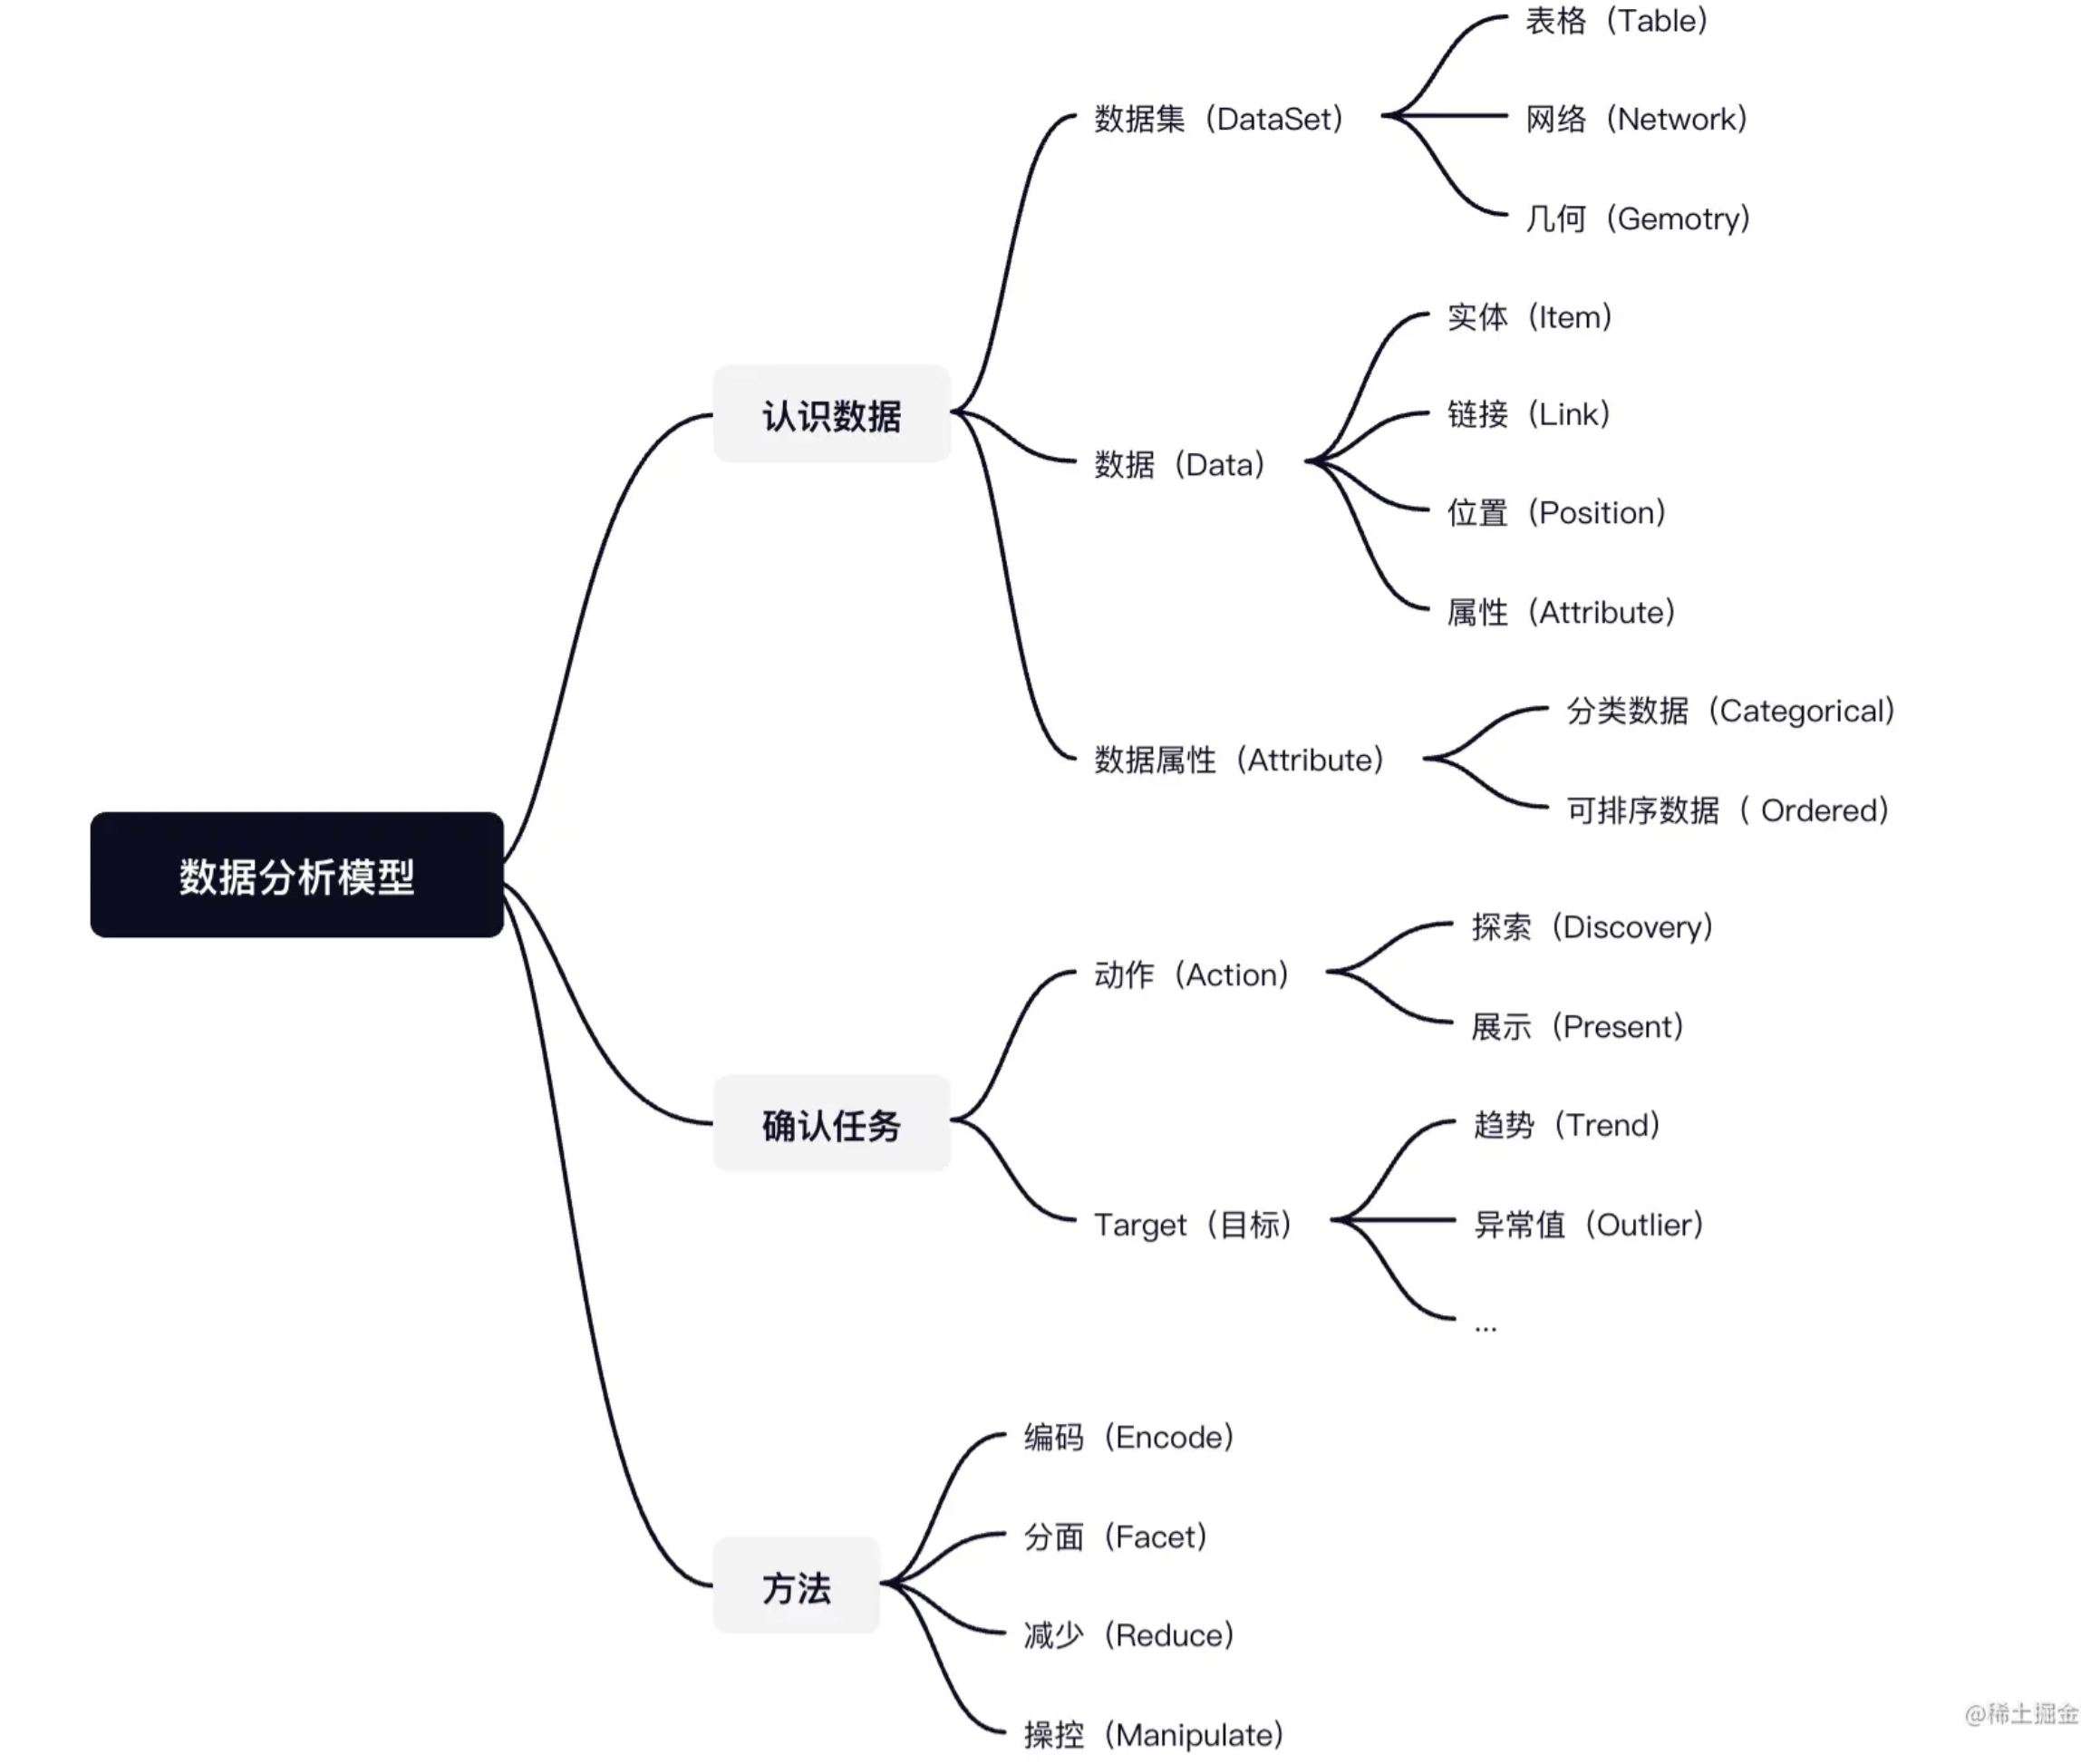 数据分析模型
认识数据
数据集（DataSet）
表格（Table）
网络（Network）
几何（Gemotry）
数据（Data）
实体（Item）
链接（Link）
位置（Position）
属性（Attribute）
数据属性（Attribute）
分类数据（Categorical）
可排序数据（ Ordered）
确认任务
动作（Action）
探索（Discovery）
展示（Present）
Target（目标）
趋势（Trend）
异常值（Outlier）
...
方法
编码（Encode）
分面（Facet）
减少（Reduce）
操控（Manipulate）
@稀土掘金